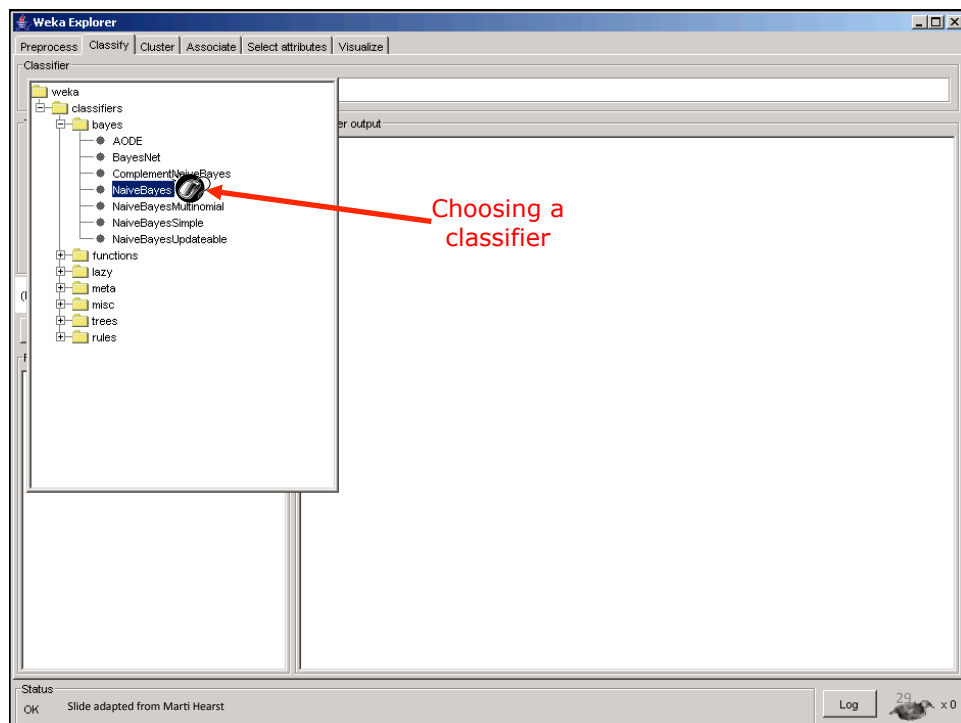 Weka Explorer
Preprocess Classify Cluster Associate Select attributes Visualize
Classifier
weka
classifiers
bayes
AODE
BayesNet
ComplementNaiveBayes
NaiveBayes
NaiveBayesMultinomial
NaiveBayesSimple
NaiveBayesUpdateable
functions
lazy
meta
misc
trees
rules
er output
Choosing a
classifier
Status
OK
Slide adapted from Marti Hearst
Log
29
x 0